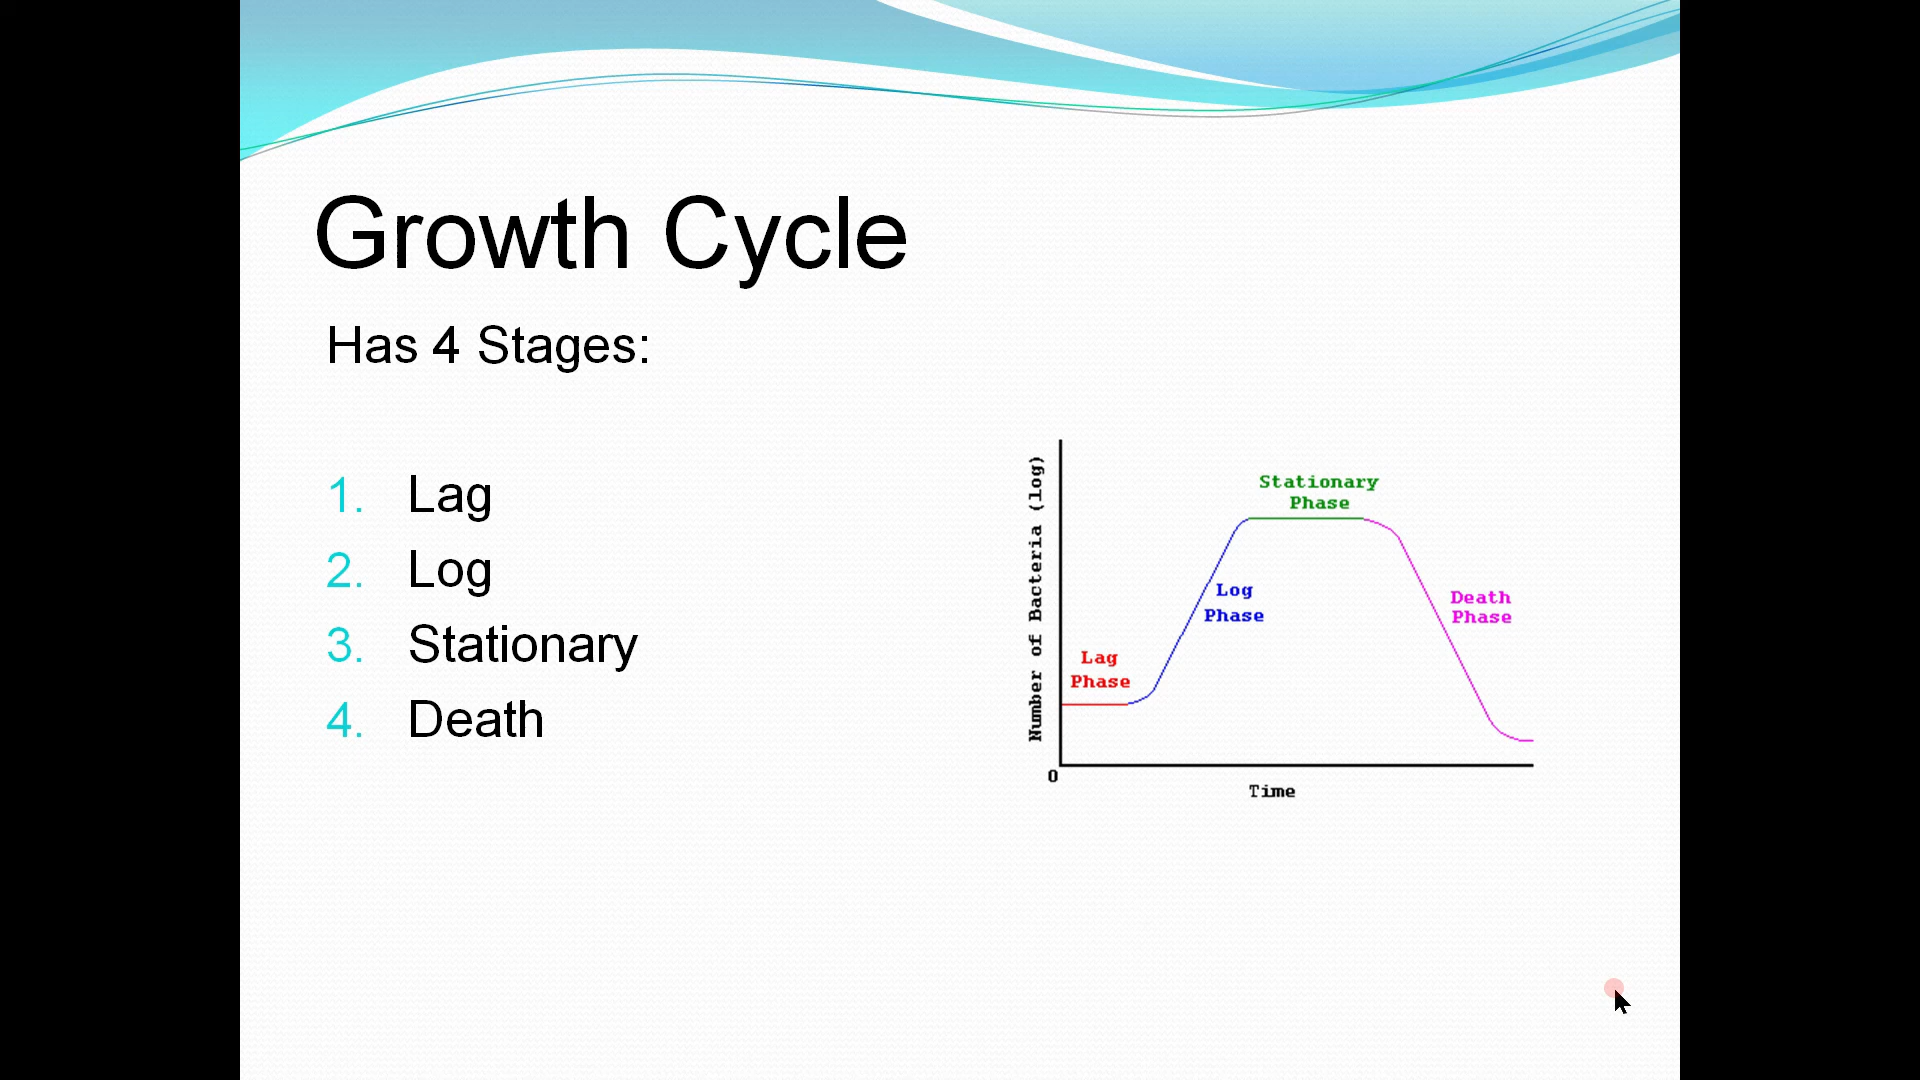 Growth Cycle
Has 4 Stages:
1. Lag
2. Log
3. Stationary
4. Death
Number of Bacteria (log)
Stationary
Phase
Log
Phase
Death
Phase
Lag
Phase
0
Time